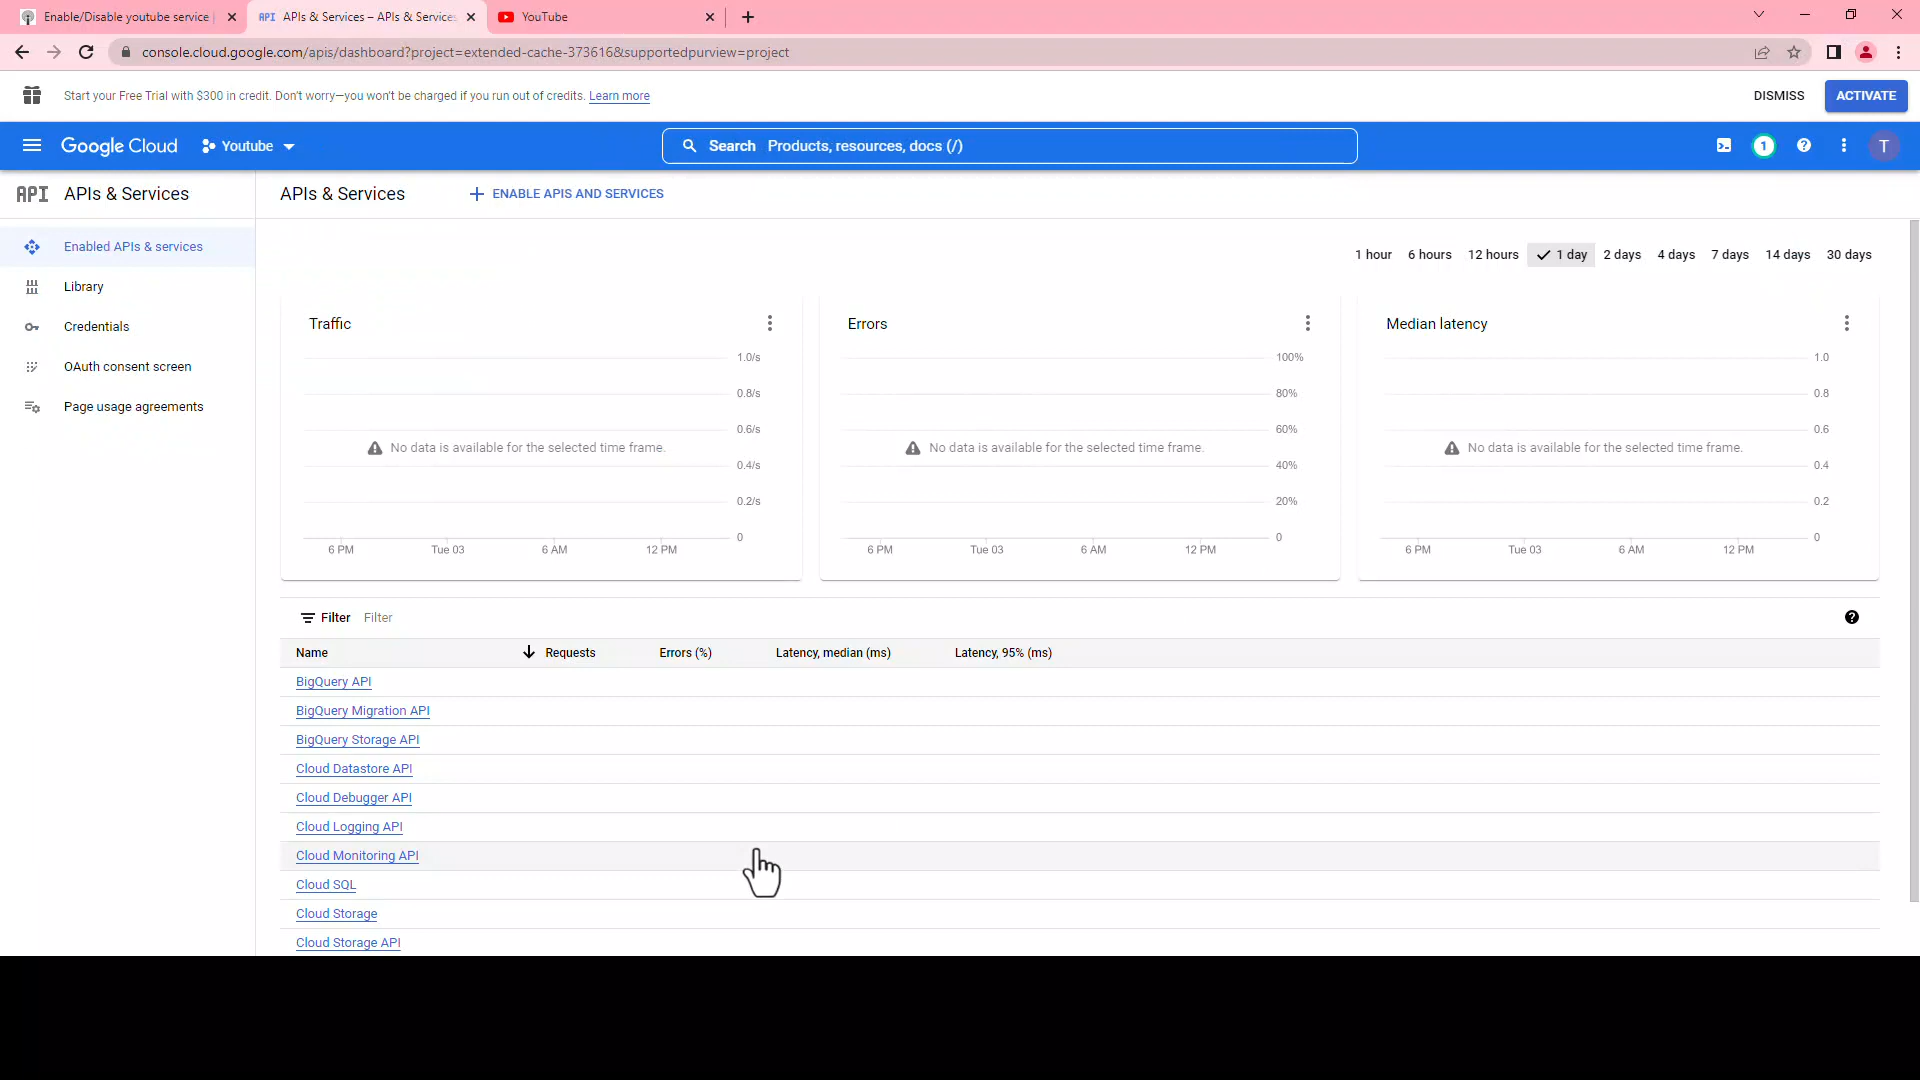 Enable/Disable youtube service
API APIs & Services – APIs & Services
YouTube
console.cloud.google.com/apis/dashboard?project=extended-cache-373616&supportedpurview=project
Start your Free Trial with $300 in credit. Don't worry—you won't be charged if you run out of credits. Learn more
DISMISS
ACTIVATE
Google Cloud
Youtube
Search Products, resources, docs (/)
1
T
API APIs & Services
APIs & Services
ENABLE APIS AND SERVICES
Enabled APIs & services
Library
Credentials
OAuth consent screen
Page usage agreements
1 hour 6 hours 12 hours 1 day 2 days 4 days 7 days 14 days 30 days
Traffic
1.0/s
0.8/s
0.6/s
No data is available for the selected time frame.
0.4/s
0.2/s
0
6 PM Tue 03 6 AM 12 PM
Errors
100%
80%
60%
No data is available for the selected time frame.
40%
20%
0
6 PM Tue 03 6 AM 12 PM
Median latency
1.0
0.8
0.6
No data is available for the selected time frame.
0.4
0.2
0
6 PM Tue 03 6 AM 12 PM
Filter Filter
Name Requests Errors (%) Latency, median (ms) Latency, 95% (ms)
BigQuery API
BigQuery Migration API
BigQuery Storage API
Cloud Datastore API
Cloud Debugger API
Cloud Logging API
Cloud Monitoring API
Cloud SQL
Cloud Storage
Cloud Storage API